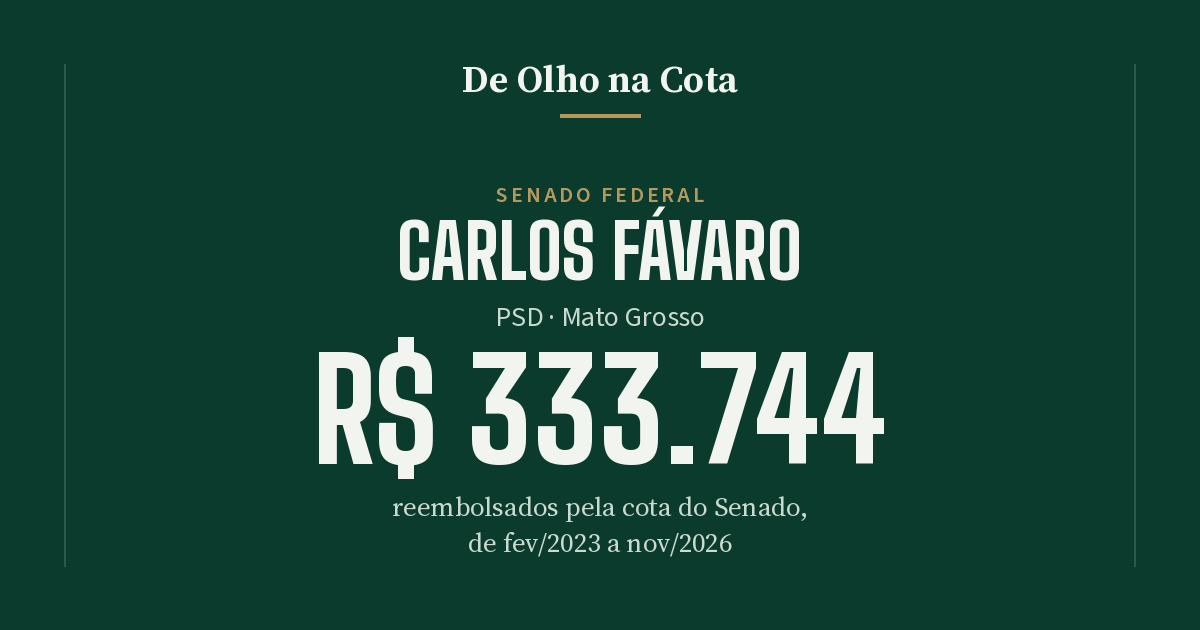 De Olho na Cota
SENADO FEDERAL
CARLOS FÁVARO
PSD · Mato Grosso
R$ 333.744
reembolsados pela cota do Senado,
de fev/2023 a nov/2026